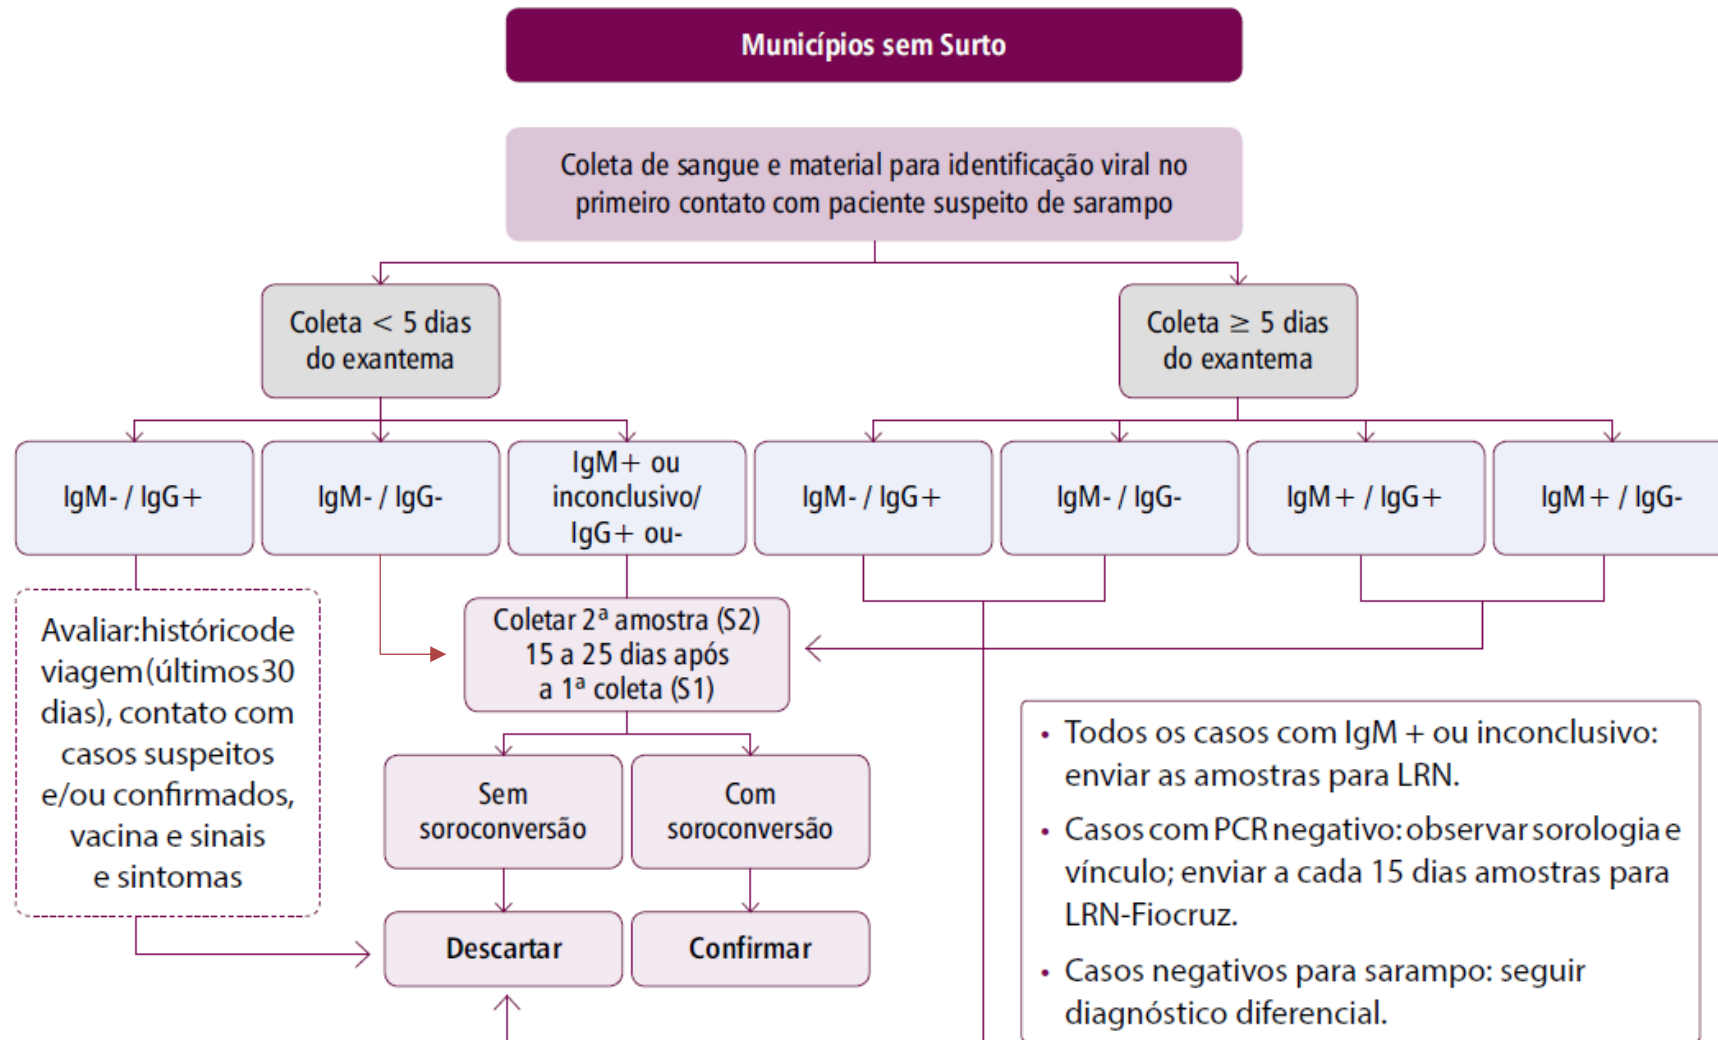 Municípios sem Surto
Coleta de sangue e material para identificação viral no
primeiro contato com paciente suspeito de sarampo
Coleta < 5 dias
do exantema
Coleta ≥ 5 dias
do exantema
IgM- / IgG+
IgM- / IgG-
IgM+ ou
inconclusivo/
IgG+ ou-
IgM- / IgG+
IgM- / IgG-
IgM+ / IgG+
IgM+ / IgG-
Avaliar:históricode
viagem(últimos30
dias), contato com
casos suspeitos
e/ou confirmados,
vacina e sinais
e sintomas
Coletar 2ª amostra (S2)
15 a 25 dias após
a 1ª coleta (S1)
Sem
soroconversão
Com
soroconversão
Descartar
Confirmar
• Todos os casos com IgM + ou inconclusivo:
enviar as amostras para LRN.
• Casos com PCR negativo: observar sorologia e
vínculo; enviar a cada 15 dias amostras para
LRN-Fiocruz.
• Casos negativos para sarampo: seguir
diagnóstico diferencial.